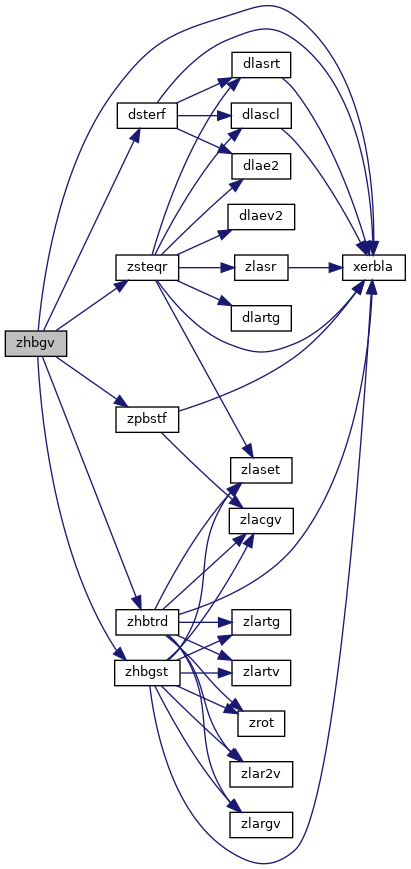 dlasrt
dsterf
dlascl
dlae2
dlaev2
zsteqr
zlasr
xerbla
dlartg
zhbgv
zpbstf
zlaset
zlacgv
zhbtrd
zlartg
zhbgst
zlartv
zrot
zlar2v
zlargv